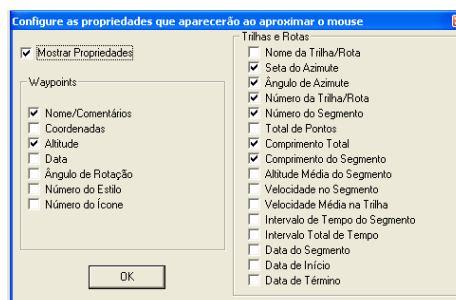 Configure as propriedades que aparecerão ao aproximar o mouse
Mostrar Propriedades
Waypoints
Nome/Comentários
Coordenadas
Altitude
Data
Ângulo de Rotação
Número do Estilo
Número do Ícone
OK
Trilhas e Rotas
Nome da Trilha/Rota
Seta do Azimute
Ângulo de Azimute
Número da Trilha/Rota
Número do Segmento
Total de Pontos
Comprimento Total
Comprimento do Segmento
Altitude Média do Segmento
Velocidade no Segmento
Velocidade Média na Trilha
Intervalo de Tempo do Segmento
Intervalo Total de Tempo
Data do Segmento
Data de Início
Data de Término